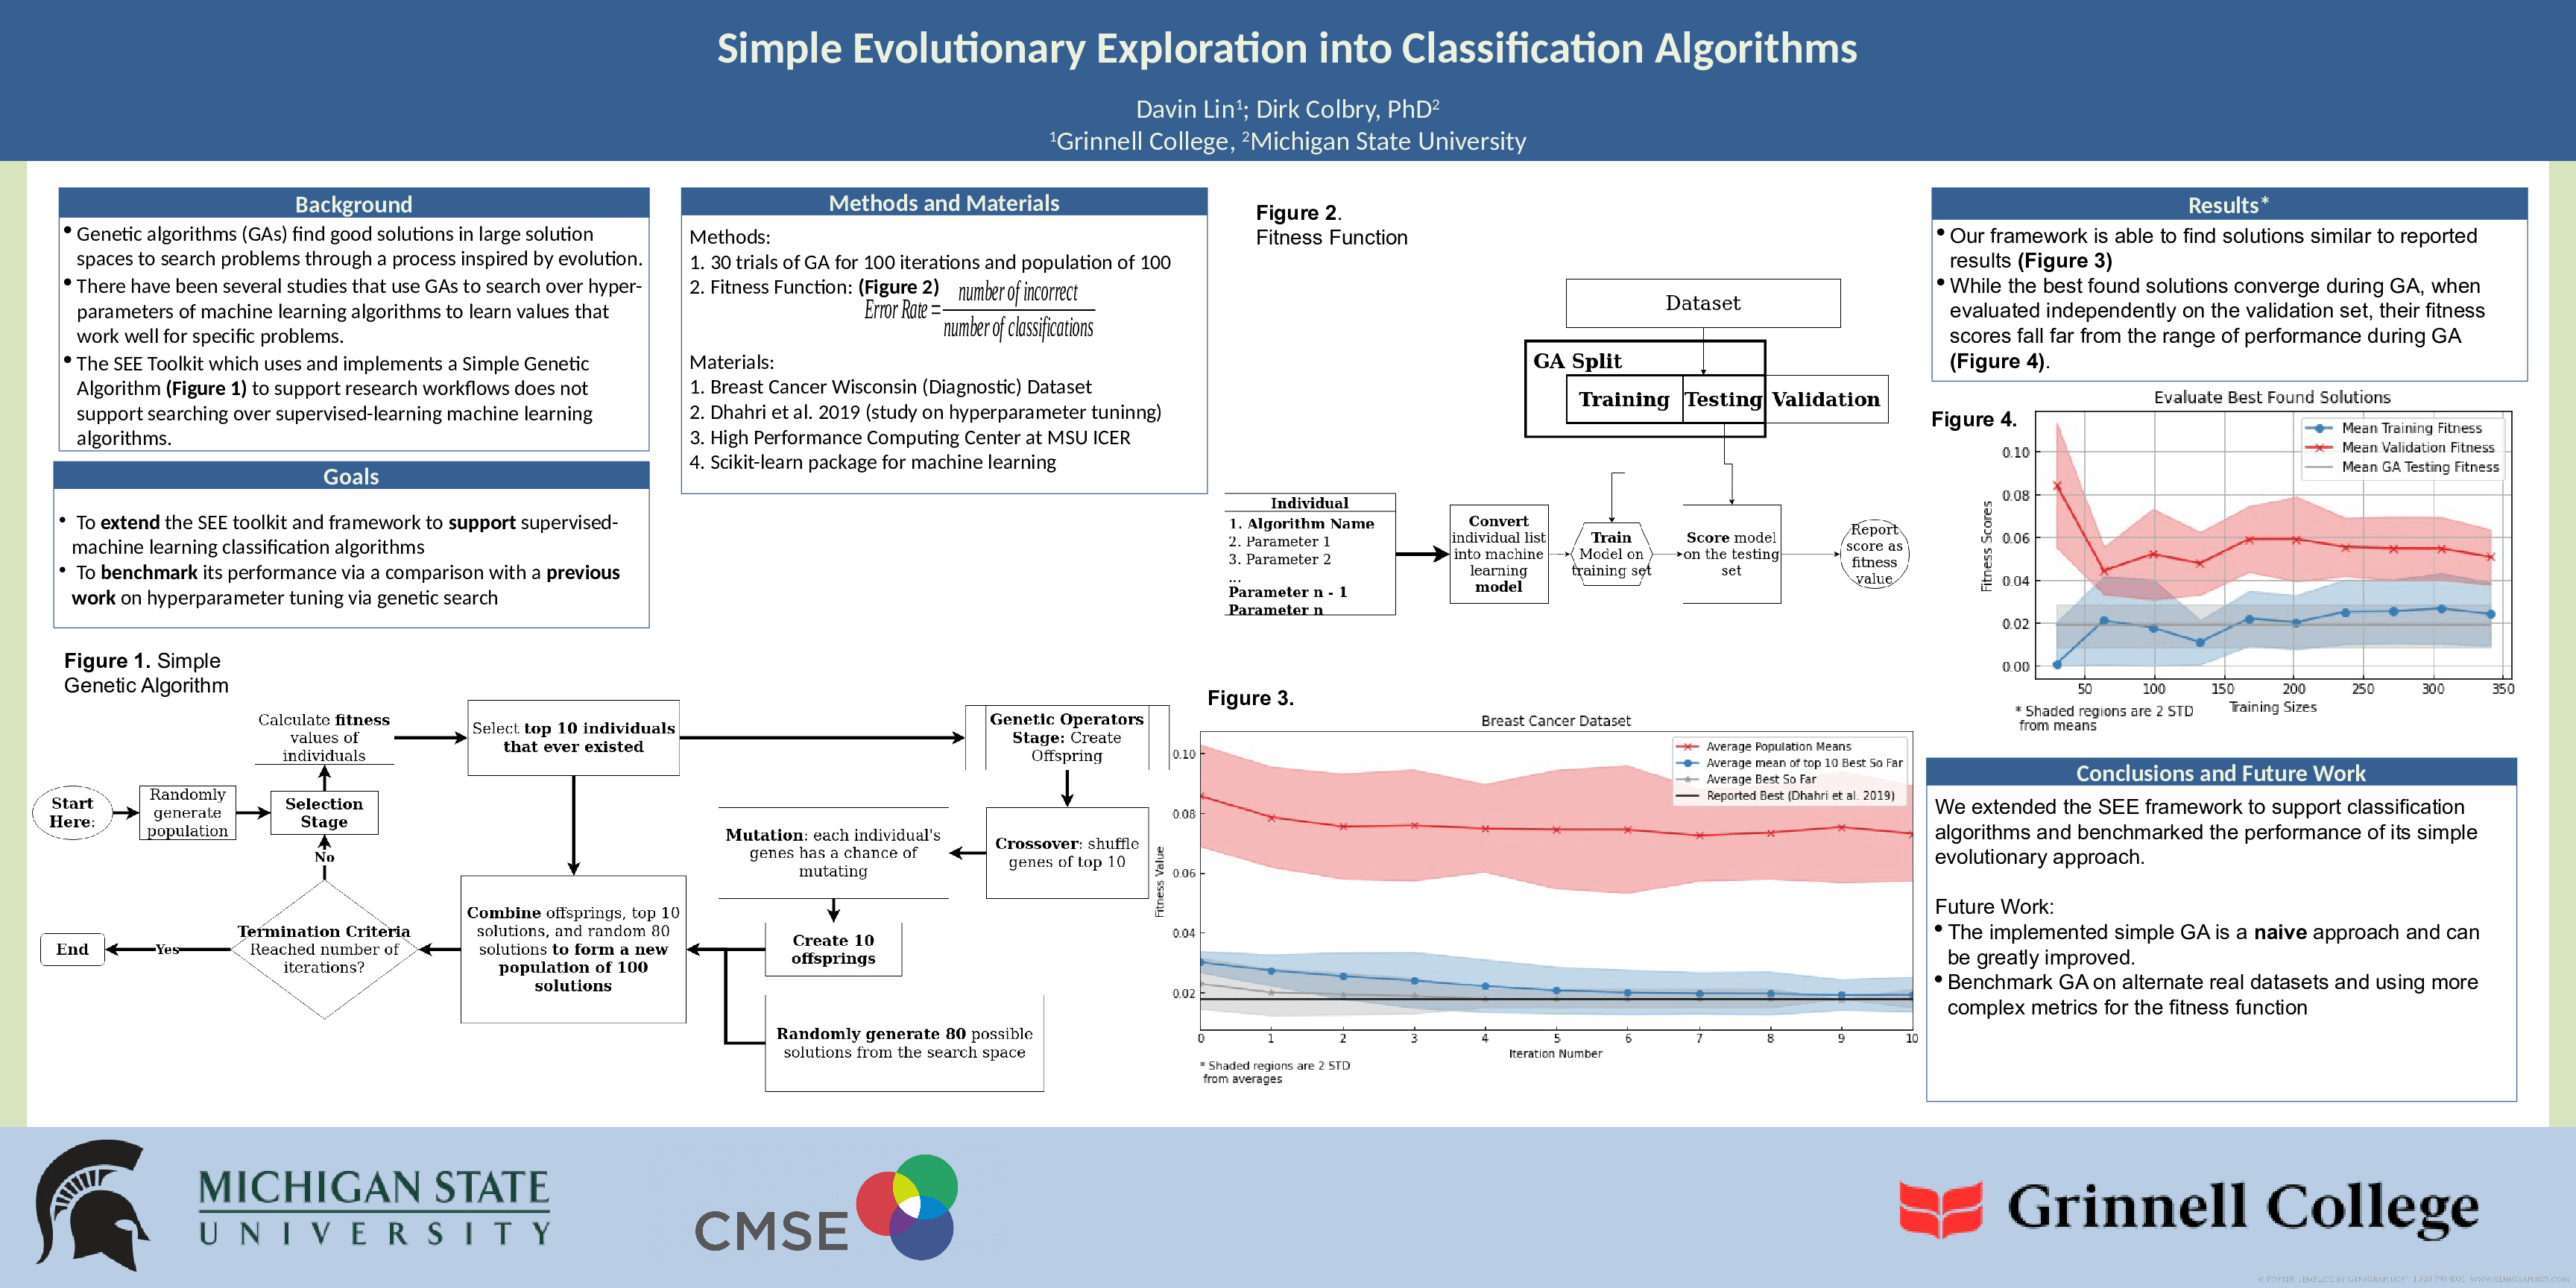 Simple Evolutionary Exploration into Classification Algorithms
Davin Lin1; Dirk Colbry, PhD2
1Grinnell College, 2Michigan State University
Background
• Genetic algorithms (GAs) find good solutions in large solution
spaces to search problems through a process inspired by evolution.
• There have been several studies that use GAs to search over hyper-
parameters of machine learning algorithms to learn values that
work well for specific problems.
• The SEE Toolkit which uses and implements a Simple Genetic
Algorithm (Figure 1) to support research workflows does not
support searching over supervised-learning machine learning
algorithms.
Goals
• To extend the SEE toolkit and framework to support supervised-
machine learning classification algorithms
• To benchmark its performance via a comparison with a previous
work on hyperparameter tuning via genetic search
Methods and Materials
Methods:
1. 30 trials of GA for 100 iterations and population of 100
2. Fitness Function: (Figure 2)
Error Rate = number of incorrect
number of classifications
Materials:
1. Breast Cancer Wisconsin (Diagnostic) Dataset
2. Dhahri et al. 2019 (study on hyperparameter tuninng)
3. High Performance Computing Center at MSU ICER
4. Scikit-learn package for machine learning
Figure 1. Simple
Genetic Algorithm
Start
Here:
Randomly
generate
population
Selection
Stage
Calculate fitness
values of
individuals
Select top 10 individuals
that ever existed
Genetic Operators
Stage: Create
Offspring
Crossover: shuffle
genes of top 10
Mutation: each individual's
genes has a chance of
mutating
Create 10
offsprings
Randomly generate 80 possible
solutions from the search space
Combine offsprings, top 10
solutions, and random 80
solutions to form a new
population of 100
solutions
Termination Criteria
Reached number of
iterations?
No
Yes
End
Figure 2.
Fitness Function
Dataset
GA Split
Training
Testing
Validation
Individual
1. Algorithm Name
2. Parameter 1
3. Parameter 2
...
Parameter n - 1
Parameter n
Convert
individual list
into machine
learning
model
Train
Model on
training set
Score model
on the testing
set
Report
score as
fitness
value
Figure 3.
Breast Cancer Dataset
Average Population Means
Average mean of top 10 Best So Far
Average Best So Far
Reported Best (Dhahri et al. 2019)
Fitness Value
0.10
0.08
0.06
0.04
0.02
0 1 2 3 4 5 6 7 8 9 10
Iteration Number
* Shaded regions are 2 STD
from averages
Results*
• Our framework is able to find solutions similar to reported
results (Figure 3)
• While the best found solutions converge during GA, when
evaluated independently on the validation set, their fitness
scores fall far from the range of performance during GA
(Figure 4).
Figure 4.
Evaluate Best Found Solutions
Mean Training Fitness
Mean Validation Fitness
Mean GA Testing Fitness
Fitness Scores
0.10
0.08
0.06
0.04
0.02
0.00
50 100 150 200 250 300 350
Training Sizes
* Shaded regions are 2 STD
from means
Conclusions and Future Work
We extended the SEE framework to support classification
algorithms and benchmarked the performance of its simple
evolutionary approach.
Future Work:
• The implemented simple GA is a naive approach and can
be greatly improved.
• Benchmark GA on alternate real datasets and using more
complex metrics for the fitness function
MICHIGAN STATE
UNIVERSITY
CMSE
Grinnell College
© POSTER TEMPLATE BY GENIGRAPHICS® 1.800.790.4001 WWW.GENIGRAPHICS.COM